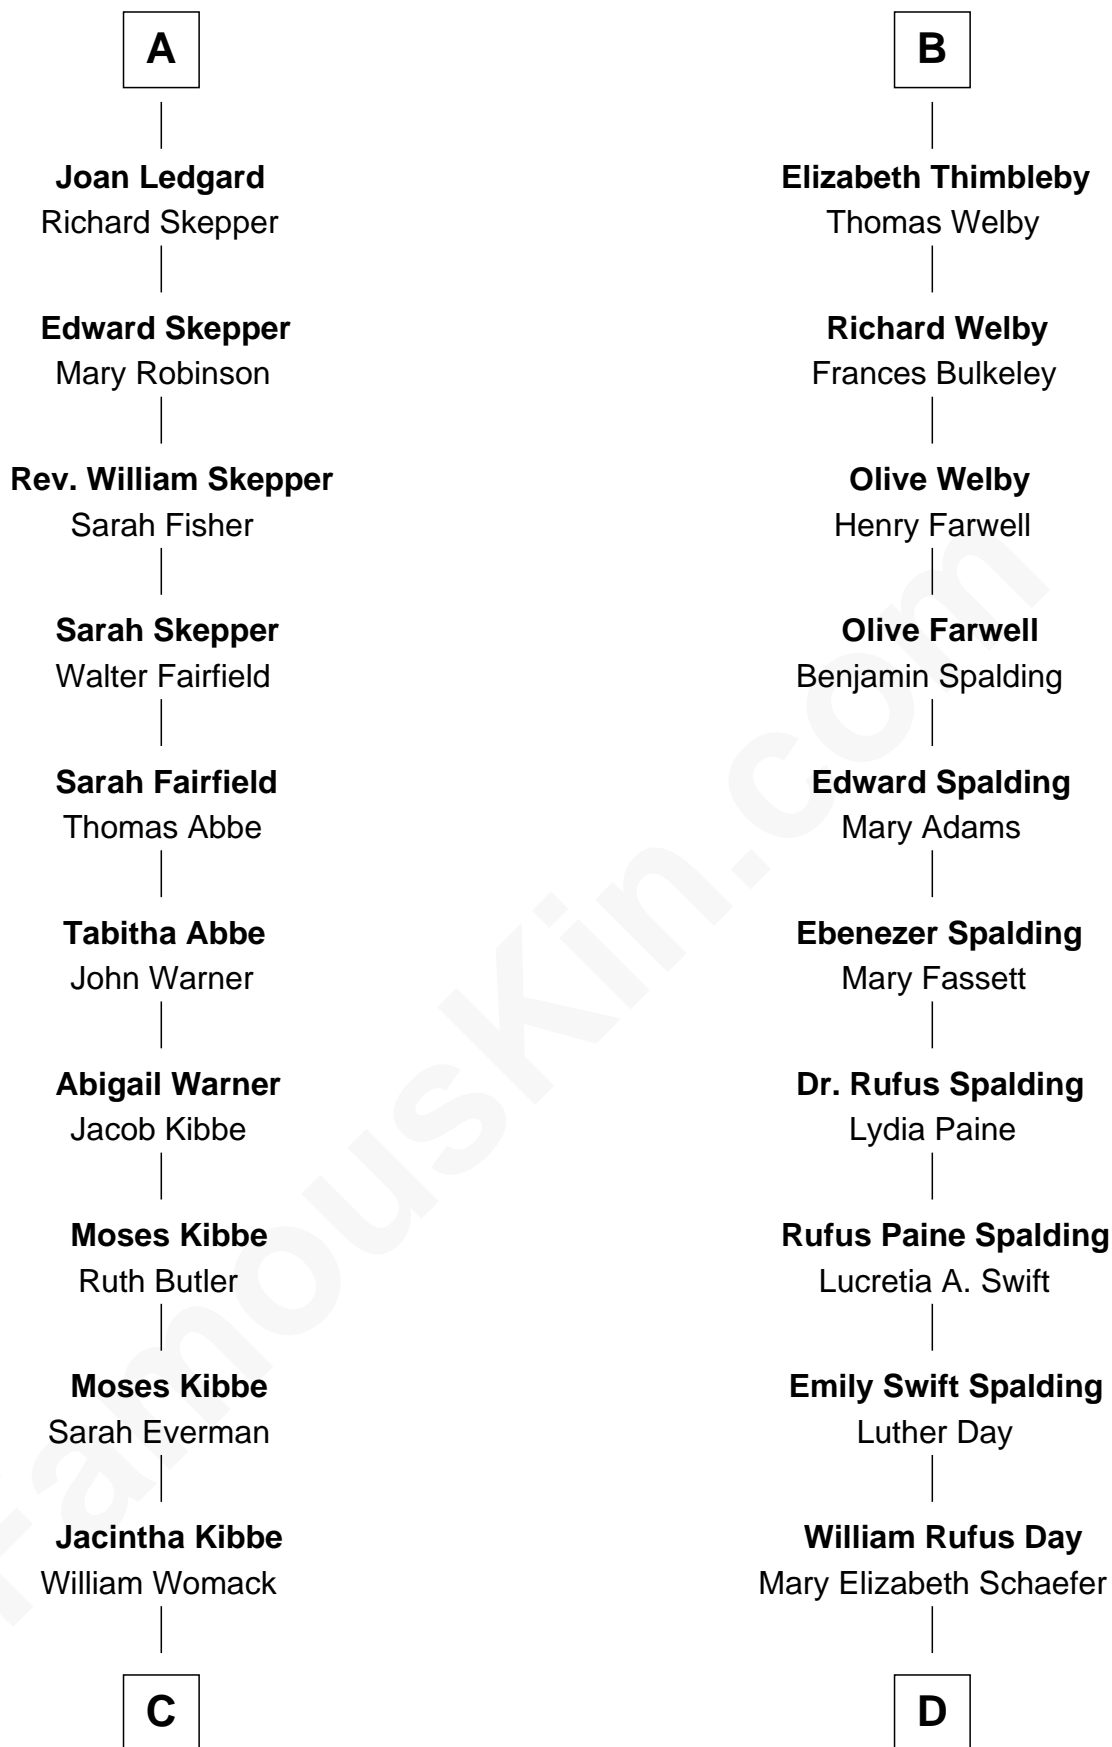 A
Joan Ledgard
Richard Skepper
Edward Skepper
Mary Robinson
Rev. William Skepper
Sarah Fisher
Sarah Skepper
Walter Fairfield
Sarah Fairfield
Thomas Abbe
Tabitha Abbe
John Warner
Abigail Warner
Jacob Kibbe
Moses Kibbe
Ruth Butler
Moses Kibbe
Sarah Everman
Jacintha Kibbe
William Womack
C
B
Elizabeth Thimbleby
Thomas Welby
Richard Welby
Frances Bulkeley
Olive Welby
Henry Farwell
Olive Farwell
Benjamin Spalding
Edward Spalding
Mary Adams
Ebenezer Spalding
Mary Fassett
Dr. Rufus Spalding
Lydia Paine
Rufus Paine Spalding
Lucretia A. Swift
Emily Swift Spalding
Luther Day
William Rufus Day
Mary Elizabeth Schaefer
D
FamousKin.com